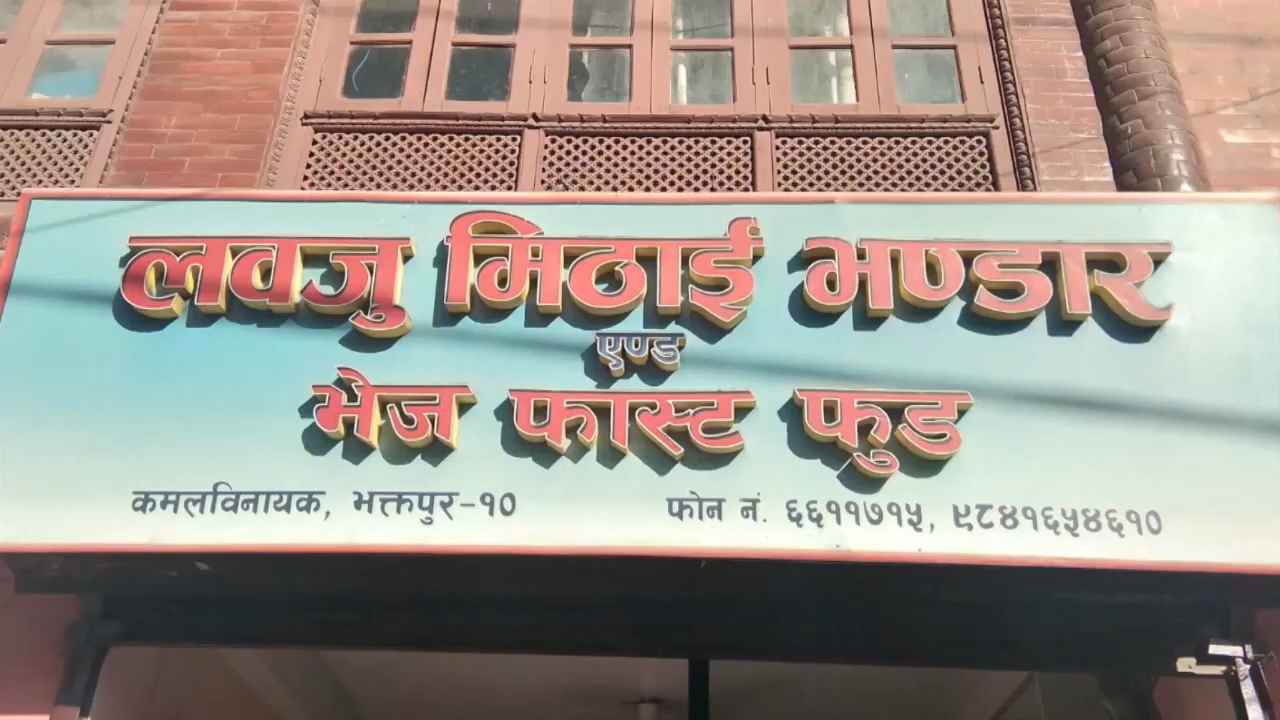 लवजु मिठाई भण्डार
एण्ड
भेज फास्ट फुड
कमलविनायक, भक्तपुर-१०
फोन नं. ६६११७१५, ९८४१६५४६१०